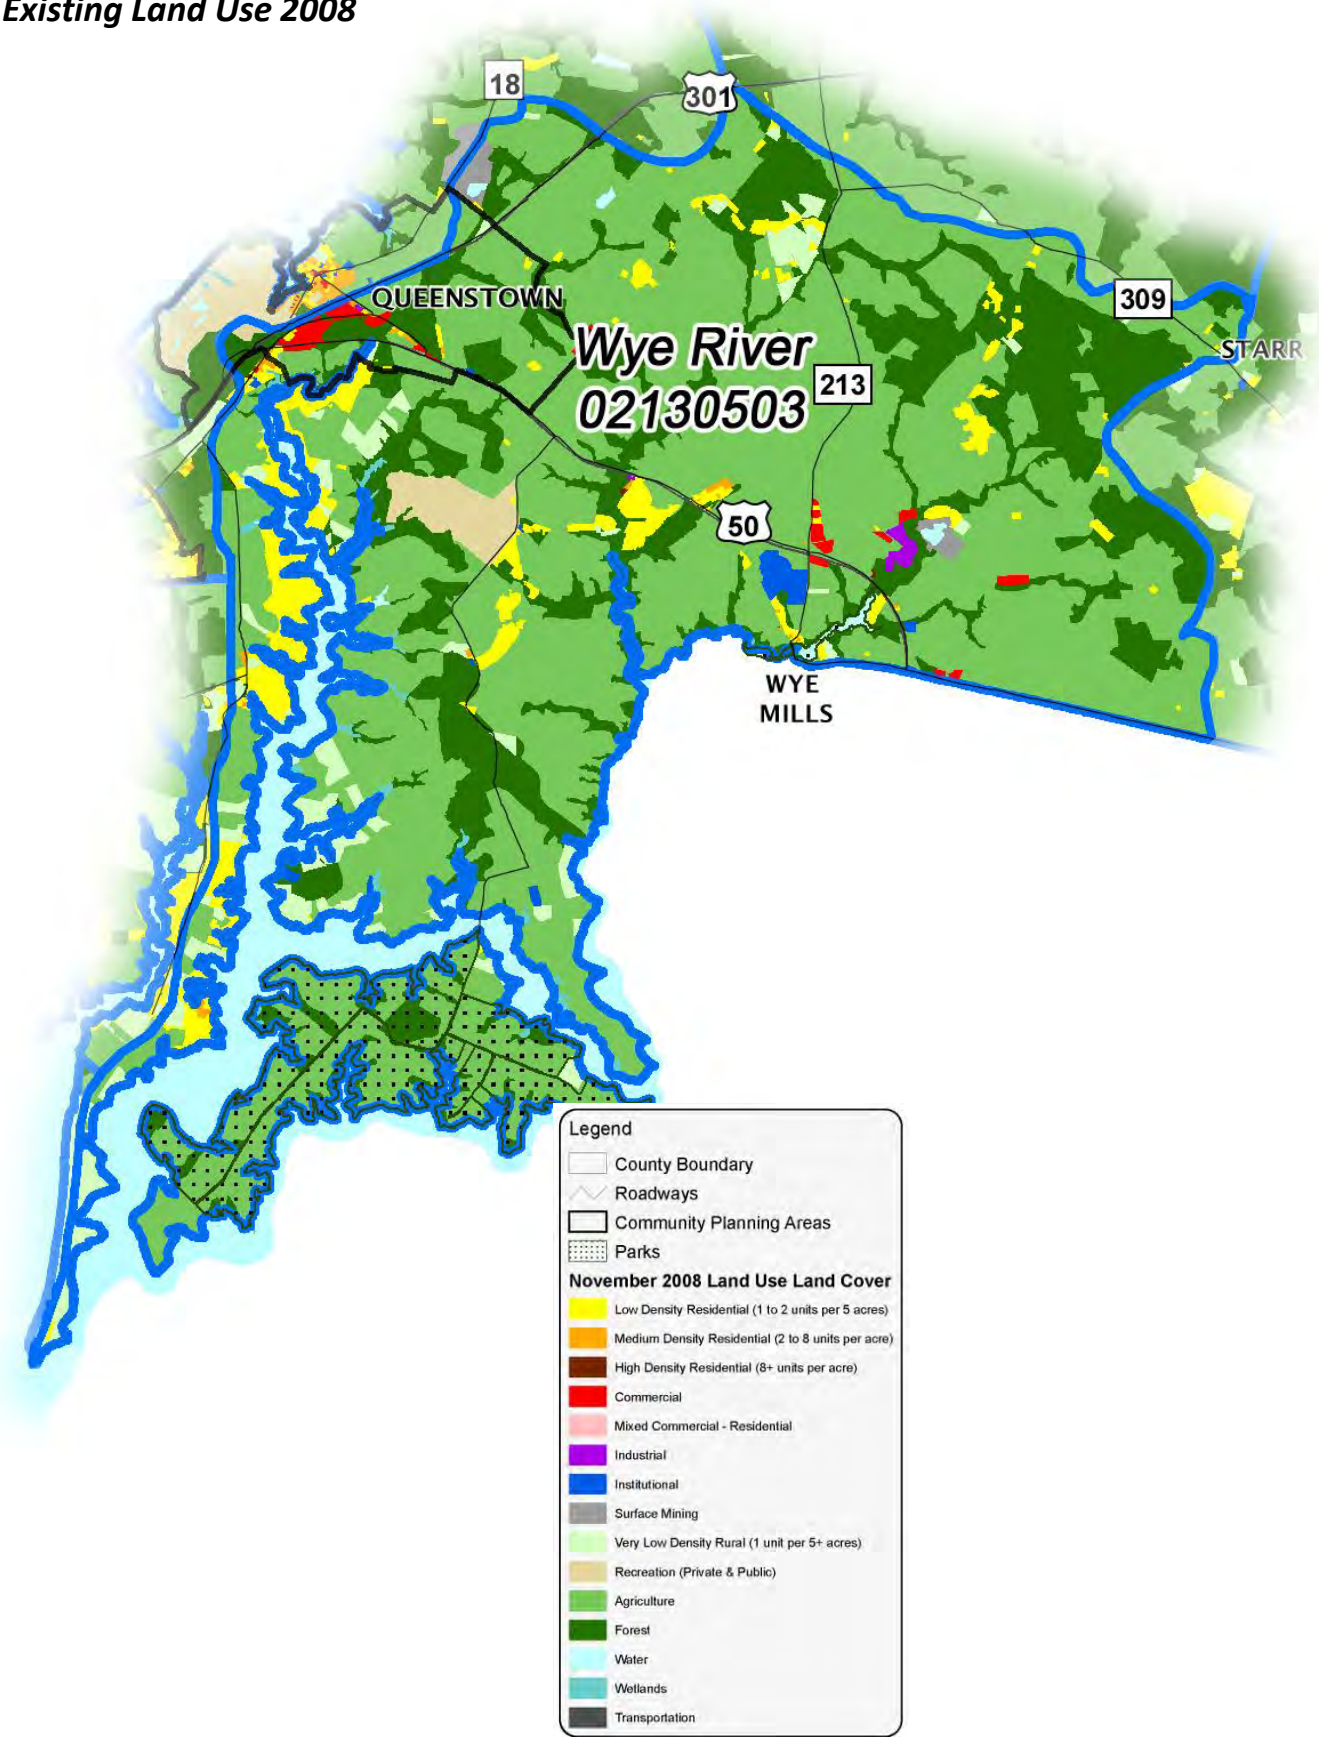 Existing Land Use 2008
18
301
QUEENSTOWN
309
STARR
Wye River
02130503
213
50
WYE
MILLS
Legend
County Boundary
Roadways
Community Planning Areas
Parks
November 2008 Land Use Land Cover
Low Density Residential (1 to 2 units per 5 acres)
Medium Density Residential (2 to 8 units per acre)
High Density Residential (8+ units per acre)
Commercial
Mixed Commercial - Residential
Industrial
Institutional
Surface Mining
Very Low Density Rural (1 unit per 5+ acres)
Recreation (Private & Public)
Agriculture
Forest
Water
Wetlands
Transportation